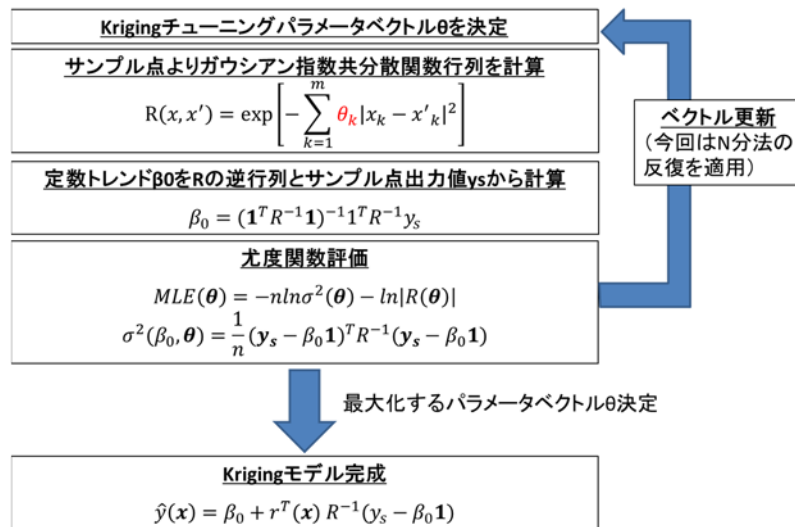 Krigingチューニングパラメータベクトルθを決定
サンプル点よりガウシアン指数共分散関数行列を計算
R(x, x′) = exp[−∑_{k=1}^{m} θ_k|x_k − x′_k|^2]
定数トレンドβ0をRの逆行列とサンプル点出力値ysから計算
β_0 = (1^T R^{−1} 1)^{−1} 1^T R^{−1} y_s
尤度関数評価
MLE(θ) = −nlnσ^2(θ) − ln|R(θ)|
σ^2(β_0, θ) = \frac{1}{n}(y_s − β_0 1)^T R^{−1}(y_s − β_0 1)
ベクトル更新
（今回はN分法の
反復を適用）
最大化するパラメータベクトルθ決定
Krigingモデル完成
ŷ(x) = β_0 + r^T(x) R^{−1}(y_s − β_0 1)